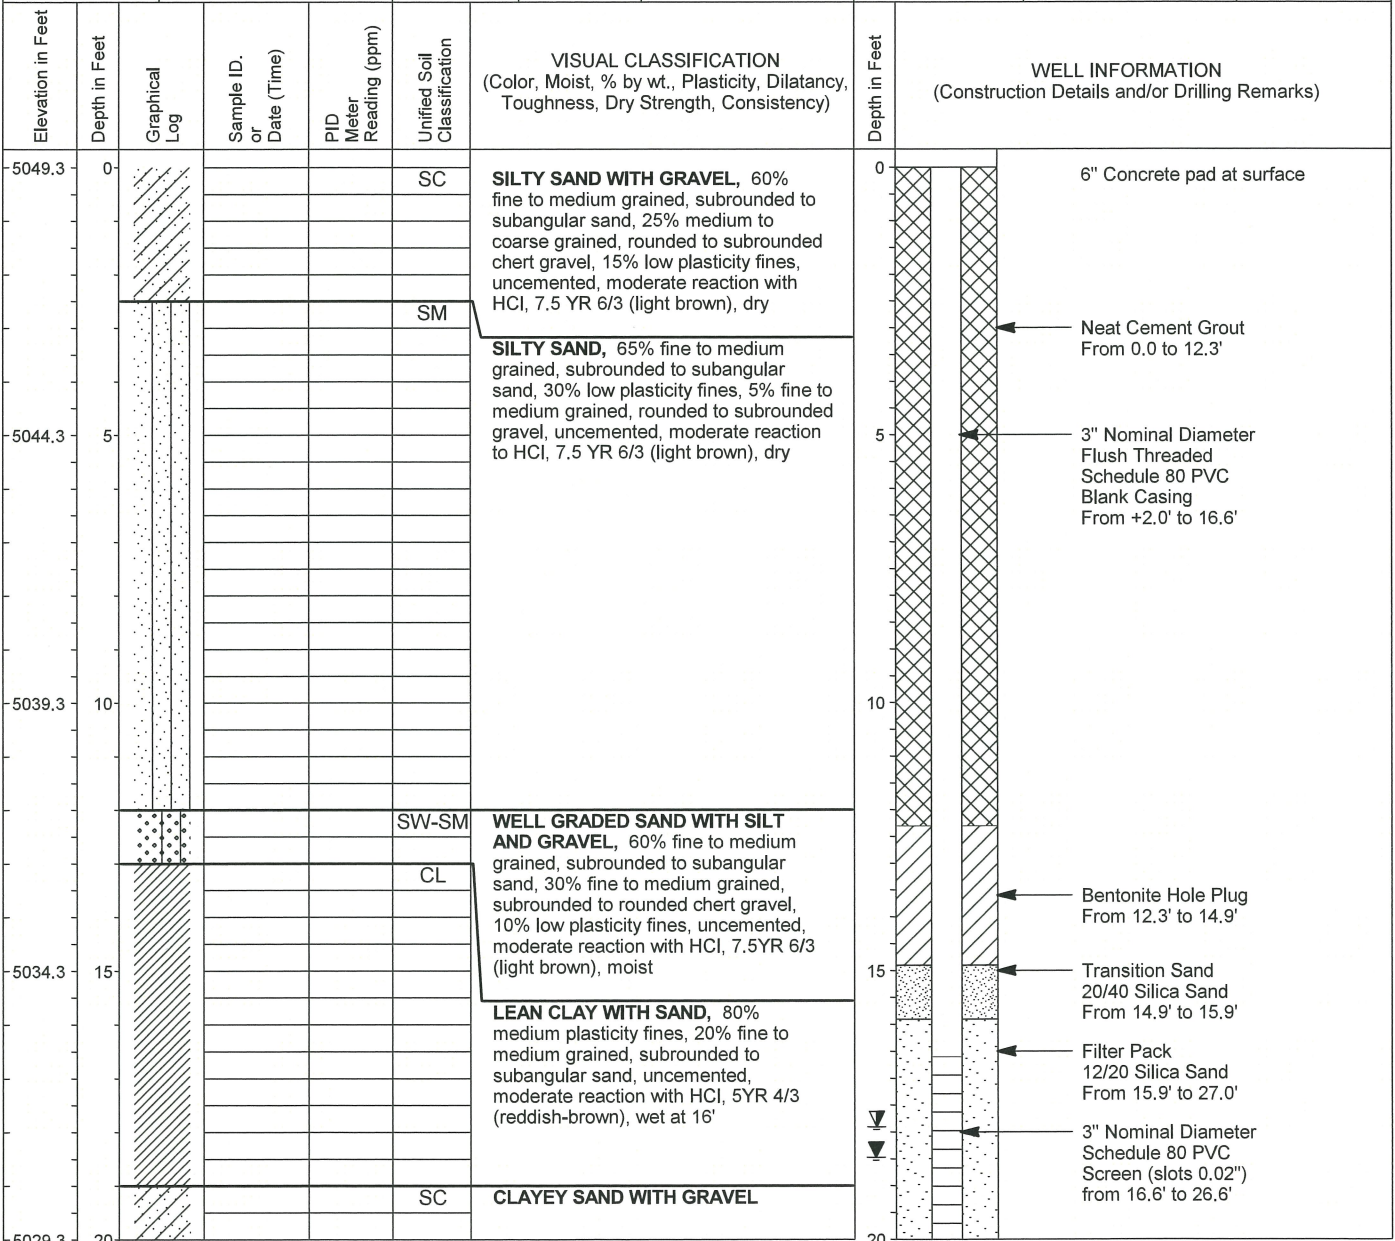 Elevation in Feet
Depth in Feet
Graphical
Log
Sample ID.
or
Date (Time)
PID
Meter
Reading (ppm)
Unified Soil
Classification
VISUAL CLASSIFICATION
(Color, Moist, % by wt., Plasticity, Dilatancy,
Toughness, Dry Strength, Consistency)
Depth in Feet
WELL INFORMATION
(Construction Details and/or Drilling Remarks)
5049.3
0
SC
SILTY SAND WITH GRAVEL, 60%
fine to medium grained, subrounded to
subangular sand, 25% medium to
coarse grained, rounded to subrounded
chert gravel, 15% low plasticity fines,
uncemented, moderate reaction with
HCI, 7.5 YR 6/3 (light brown), dry
SM
SILTY SAND, 65% fine to medium
grained, subrounded to subangular
sand, 30% low plasticity fines, 5% fine to
medium grained, rounded to subrounded
gravel, uncemented, moderate reaction
to HCI, 7.5 YR 6/3 (light brown), dry
5044.3
5
5039.3
10
SW-SM
WELL GRADED SAND WITH SILT
AND GRAVEL, 60% fine to medium
grained, subrounded to subangular
sand, 30% fine to medium grained,
subrounded to rounded chert gravel,
10% low plasticity fines, uncemented,
moderate reaction with HCI, 7.5YR 6/3
(light brown), moist
CL
5034.3
15
LEAN CLAY WITH SAND, 80%
medium plasticity fines, 20% fine to
medium grained, subrounded to
subangular sand, uncemented,
moderate reaction with HCI, 5YR 4/3
(reddish-brown), wet at 16'
SC
CLAYEY SAND WITH GRAVEL
5029.3
20
0
6" Concrete pad at surface
Neat Cement Grout
From 0.0 to 12.3'
5
3" Nominal Diameter
Flush Threaded
Schedule 80 PVC
Blank Casing
From +2.0' to 16.6'
10
Bentonite Hole Plug
From 12.3' to 14.9'
15
Transition Sand
20/40 Silica Sand
From 14.9' to 15.9'
Filter Pack
12/20 Silica Sand
From 15.9' to 27.0'
3" Nominal Diameter
Schedule 80 PVC
Screen (slots 0.02")
from 16.6' to 26.6'
20